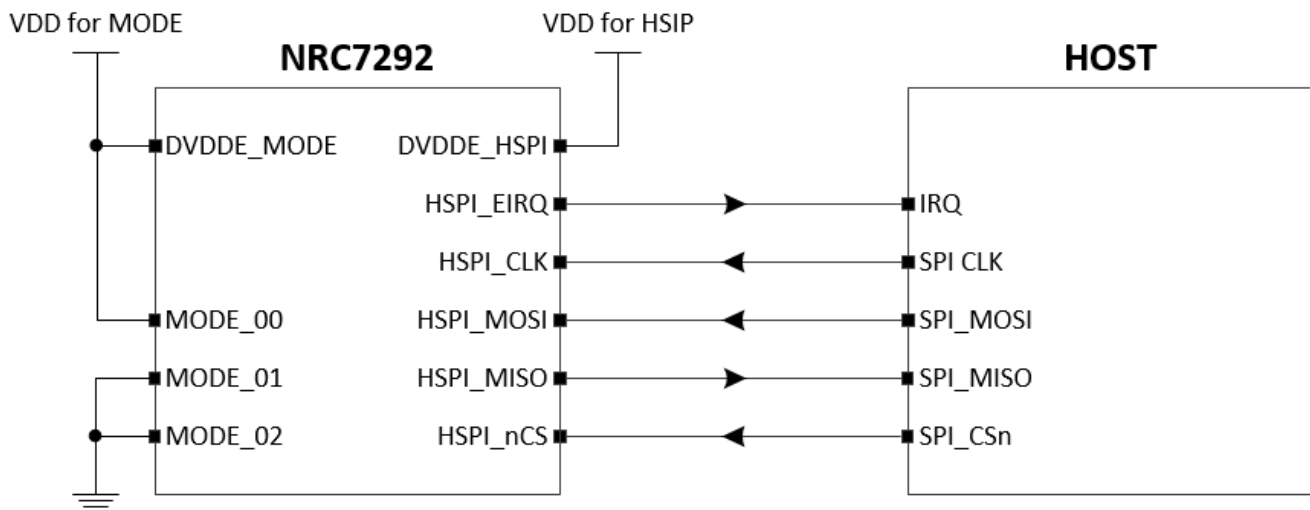 VDD for MODE
VDD for HSIP
NRC7292
HOST
DVDDE_MODE
DVDDE_HSPI
HSPI_EIRQ
IRQ
HSPI_CLK
SPI CLK
MODE_00
HSPI_MOSI
SPI_MOSI
MODE_01
HSPI_MISO
SPI_MISO
MODE_02
HSPI_nCS
SPI_CSn